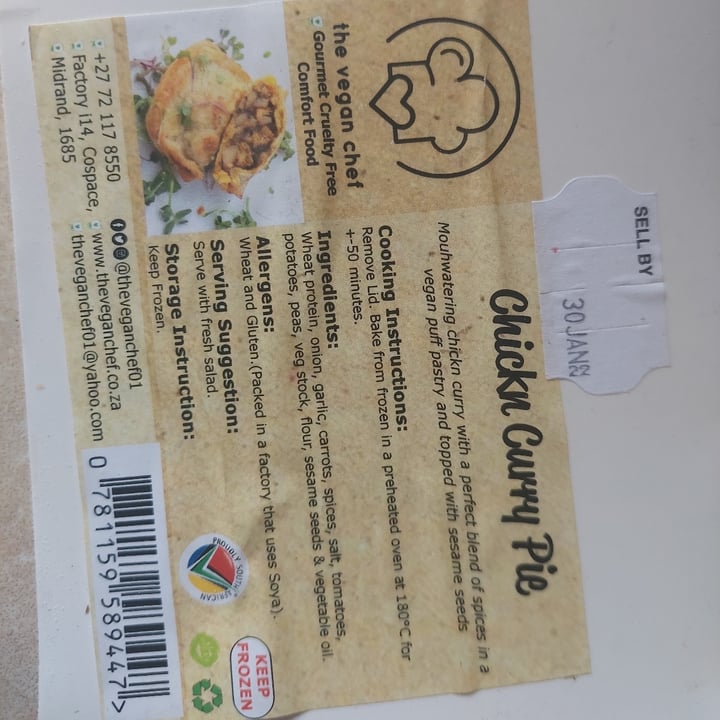 SELL BY
30JAN2
Chickn Curry Pie
Mouhwatering chickn curry with a perfect blend of spices in a
vegan puff pastry and topped with sesame seeds
the vegan chef
Gourmet Cruelty Free
Comfort Food
Cooking Instructions:
Remove Lid. Bake from frozen in a preheated oven at 180°C for
+-50 minutes.
Ingredients:
Wheat protein, onion, garlic, carrots, spices, salt, tomatoes,
potatoes, peas, veg stock, flour, sesame seeds & vegetable oil.
Allergens:
Wheat and Gluten.(Packed in a factory that uses Soya).
Serving Suggestion:
Serve with fresh salad.
Storage Instruction:
Keep Frozen.
KEEP
FROZEN
PROUDLY SOUTH AFRICAN
+27 72 117 8550
Factory i14, Cospace,
Midrand, 1685
@theveganchef01
www.theveganchef.co.za
theveganchef01@yahoo.com
0 781159 589447 >